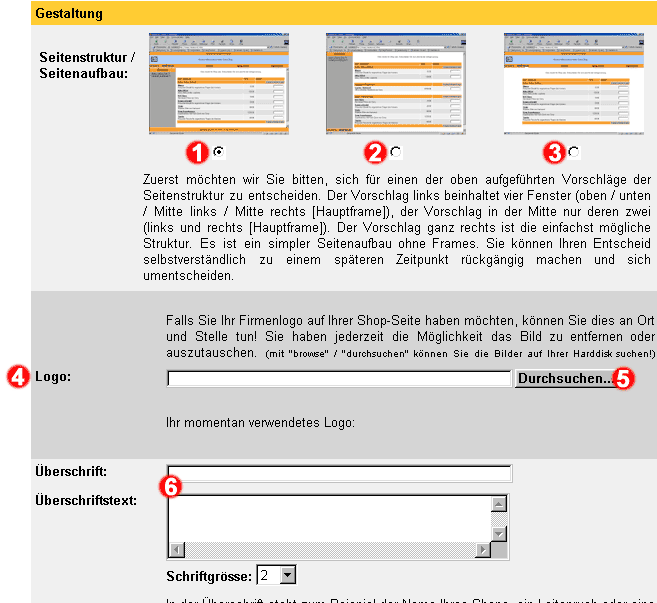 Gestaltung
Seitenstruktur /
Seitenaufbau:
1
2
3
Zuerst möchten wir Sie bitten, sich für einen der oben aufgeführten Vorschläge der
Seitenstruktur zu entscheiden. Der Vorschlag links beinhaltet vier Fenster (oben / unten
/ Mitte links / Mitte rechts [Hauptframe]), der Vorschlag in der Mitte nur deren zwei
(links und rechts [Hauptframe]). Der Vorschlag ganz rechts ist die einfachst mögliche
Struktur. Es ist ein simpler Seitenaufbau ohne Frames. Sie können Ihren Entscheid
selbstverständlich zu einem späteren Zeitpunkt rückgängig machen und sich
umentscheiden.
Falls Sie Ihr Firmenlogo auf Ihrer Shop-Seite haben möchten, können Sie dies an Ort
und Stelle tun! Sie haben jederzeit die Möglichkeit das Bild zu entfernen oder
auszutauschen. (mit "browse" / "durchsuchen" können Sie die Bilder auf Ihrer Harddisk suchen!)
4 Logo:
Durchsuchen... 5
Ihr momentan verwendetes Logo:
Überschrift:
6
Überschriftstext:
Schriftgrösse: 2
In der Überschrift steht zum Beispiel der Name Ihres Shops, ein Leitspruch oder eine